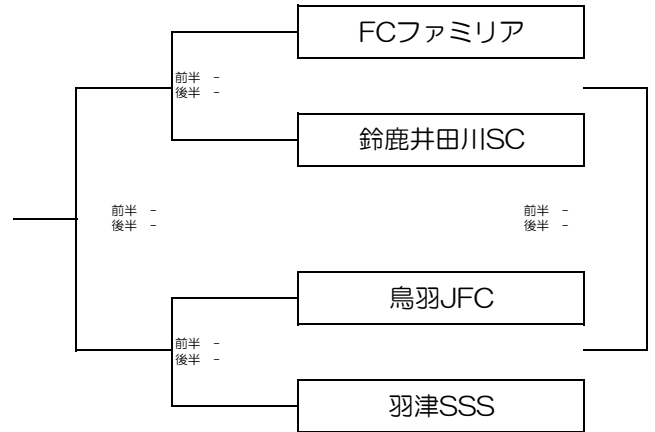 FCファミリア
前半 -
後半 -
鈴鹿井田川SC
前半 -
後半 -
前半 -
後半 -
鳥羽JFC
前半 -
後半 -
羽津SSS